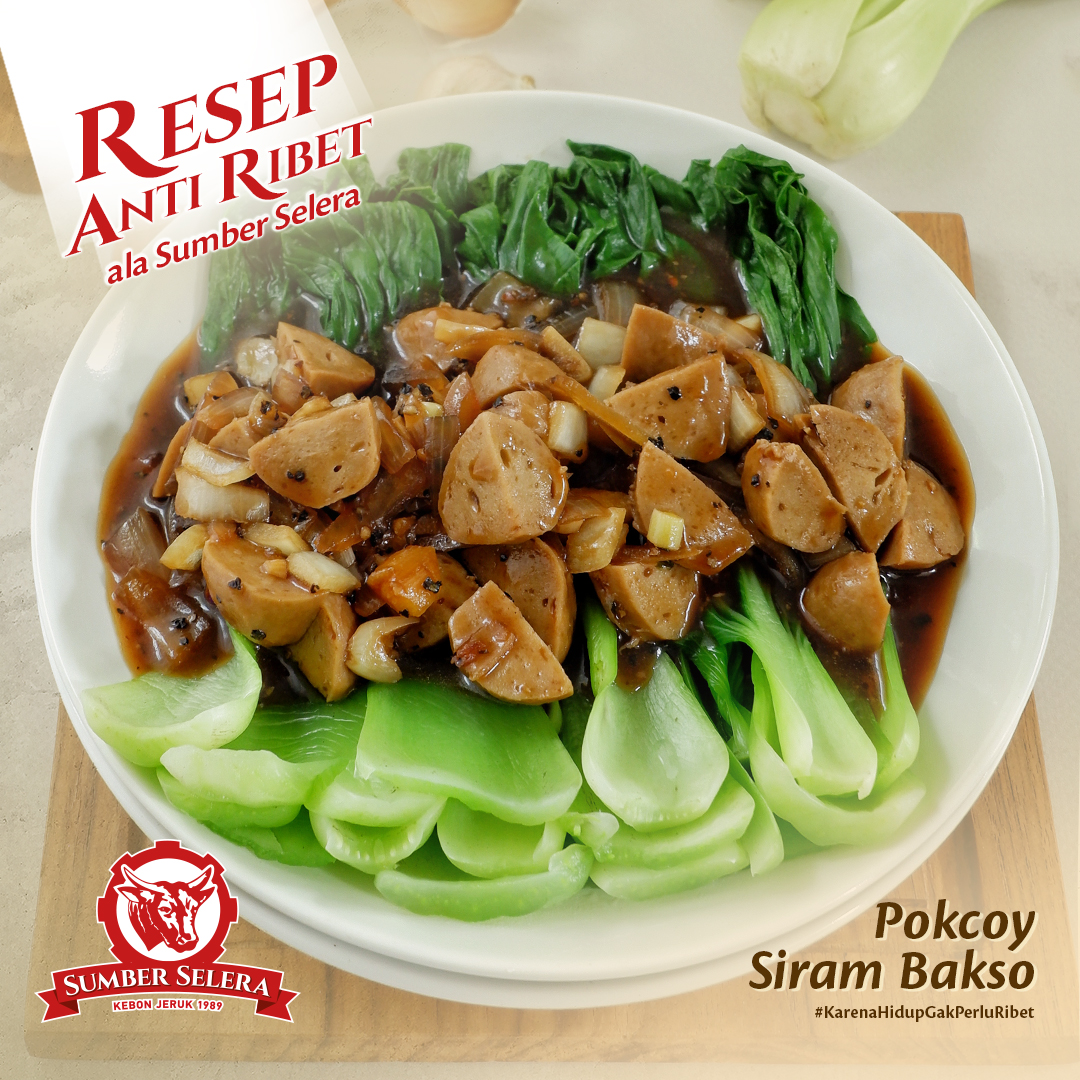 RESEP
ANTI RIBET
ala Sumber Selera
SUMBER SELERA
KEBON JERUK 1989
Pokcoy
Siram Bakso
#KarenaHidupGakPerluRibet